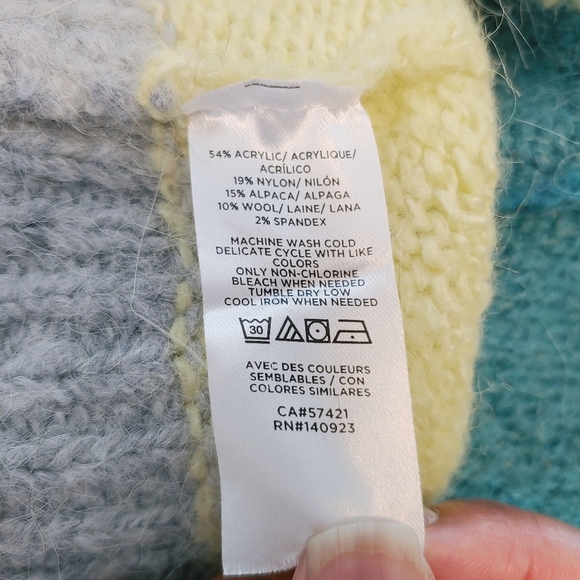 54% ACRYLIC/ ACRYLIQUE/
ACRÍLICO
19% NYLON/ NILÓN
15% ALPACA/ ALPAGA
10% WOOL/ LAINE/ LANA
2% SPANDEX
MACHINE WASH COLD
DELICATE CYCLE WITH LIKE
COLORS
ONLY NON-CHLORINE
BLEACH WHEN NEEDED
TUMBLE DRY LOW
COOL IRON WHEN NEEDED
30
AVEC DES COULEURS
SEMBLABLES / CON
COLORES SIMILARES
CA#57421
RN#140923